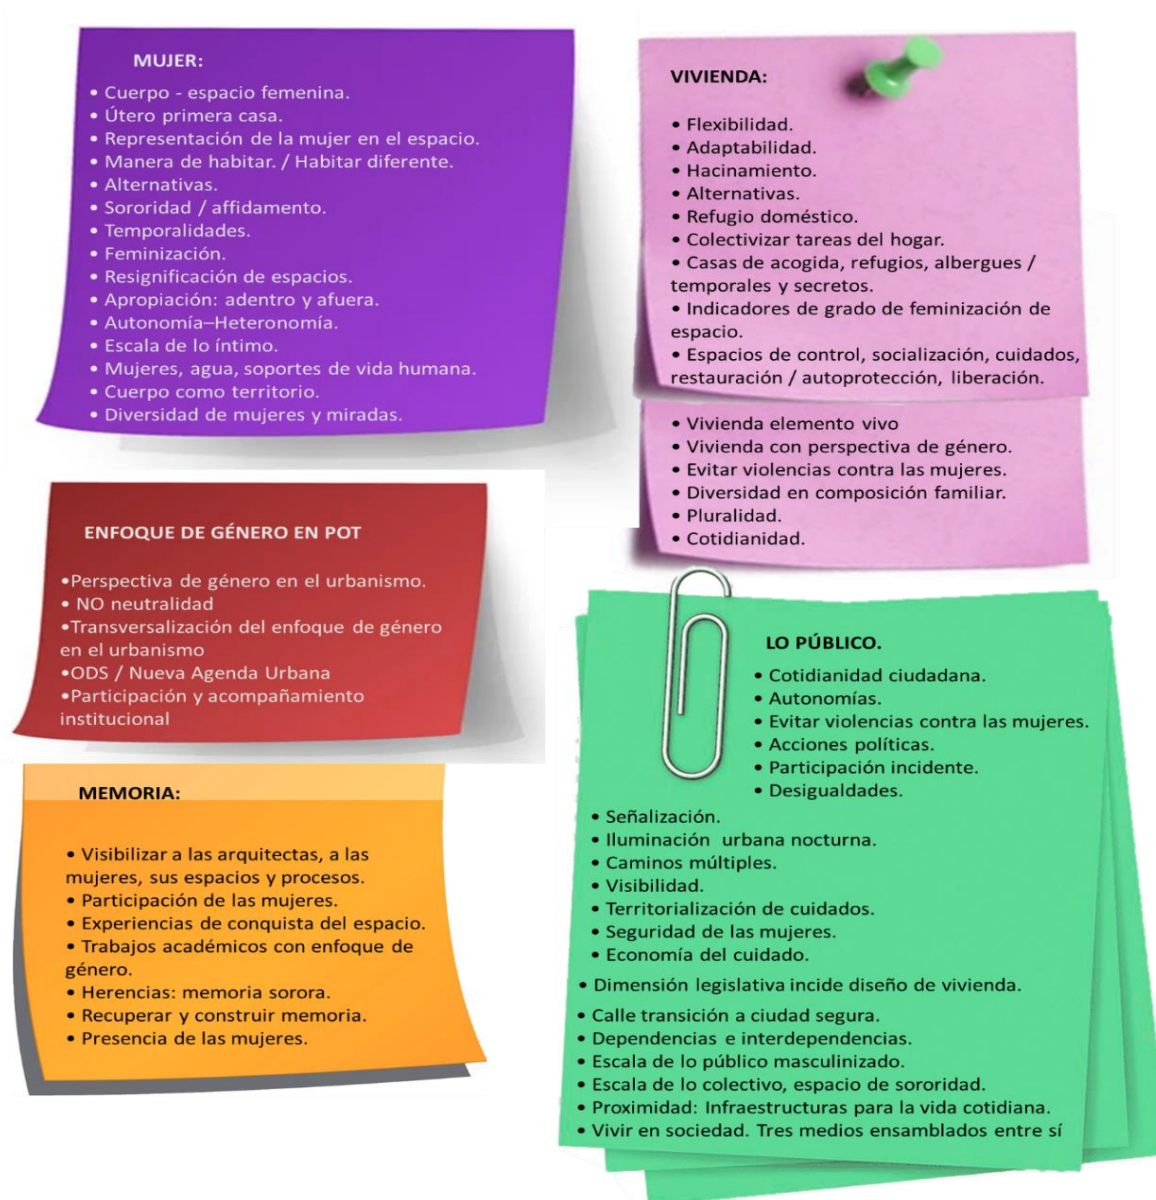 MUJER:
• Cuerpo - espacio femenina.
• Útero primera casa.
• Representación de la mujer en el espacio.
• Manera de habitar. / Habitar diferente.
• Alternativas.
• Sororidad / affidamento.
• Temporalidades.
• Feminización.
• Resignificación de espacios.
• Apropiación: adentro y afuera.
• Autonomía–Heteronomía.
• Escala de lo íntimo.
• Mujeres, agua, soportes de vida humana.
• Cuerpo como territorio.
• Diversidad de mujeres y miradas.
VIVIENDA:
• Flexibilidad.
• Adaptabilidad.
• Hacinamiento.
• Alternativas.
• Refugio doméstico.
• Colectivizar tareas del hogar.
• Casas de acogida, refugios, albergues /
temporales y secretos.
• Indicadores de grado de feminización de
espacio.
• Espacios de control, socialización, cuidados,
restauración / autoprotección, liberación.
• Vivienda elemento vivo
• Vivienda con perspectiva de género.
• Evitar violencias contra las mujeres.
• Diversidad en composición familiar.
• Pluralidad.
• Cotidianidad.
ENFOQUE DE GÉNERO EN POT
•Perspectiva de género en el urbanismo.
• NO neutralidad
•Transversalización del enfoque de género
en el urbanismo
•ODS / Nueva Agenda Urbana
•Participación y acompañamiento
institucional
MEMORIA:
• Visibilizar a las arquitectas, a las
mujeres, sus espacios y procesos.
• Participación de las mujeres.
• Experiencias de conquista del espacio.
• Trabajos académicos con enfoque de
género.
• Herencias: memoria sorora.
• Recuperar y construir memoria.
• Presencia de las mujeres.
LO PÚBLICO.
• Cotidianidad ciudadana.
• Autonomías.
• Evitar violencias contra las mujeres.
• Acciones políticas.
• Participación incidente.
• Desigualdades.
• Señalización.
• Iluminación urbana nocturna.
• Caminos múltiples.
• Visibilidad.
• Territorialización de cuidados.
• Seguridad de las mujeres.
• Economía del cuidado.
• Dimensión legislativa incide diseño de vivienda.
• Calle transición a ciudad segura.
• Dependencias e interdependencias.
• Escala de lo público masculinizado.
• Escala de lo colectivo, espacio de sororidad.
• Proximidad: Infraestructuras para la vida cotidiana.
• Vivir en sociedad. Tres medios ensamblados entre sí